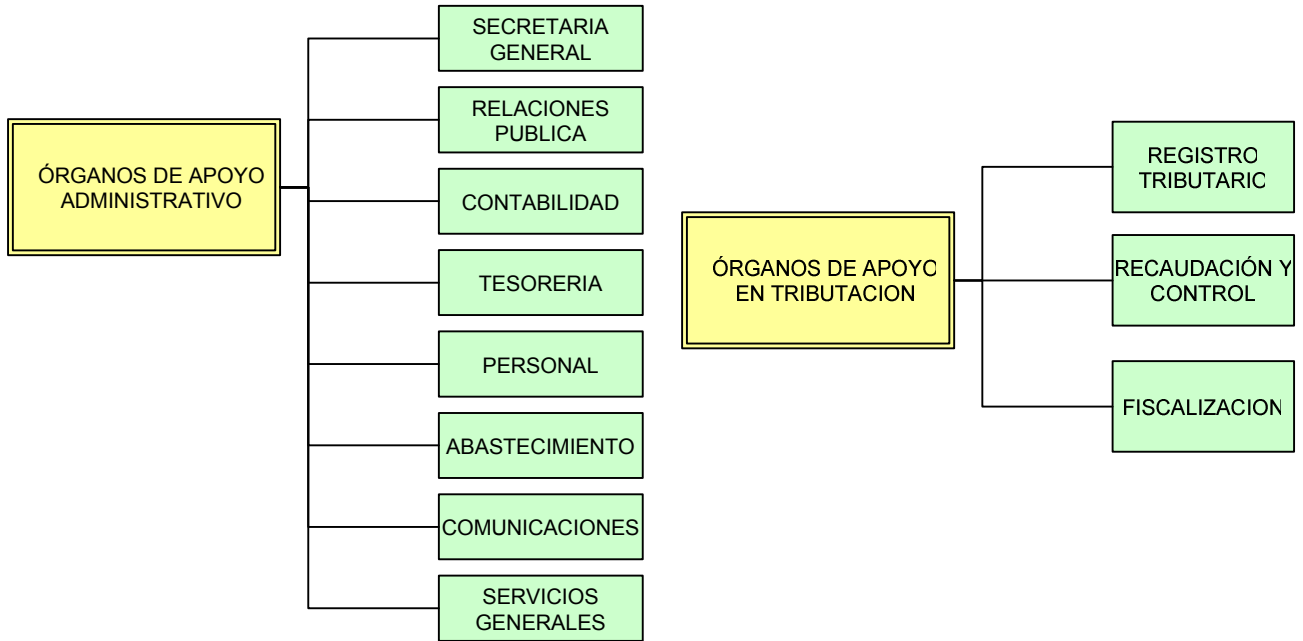 ÓRGANOS DE APOYO
ADMINISTRATIVO
SECRETARIA
GENERAL
RELACIONES
PUBLICA
CONTABILIDAD
TESORERIA
PERSONAL
ABASTECIMIENTO
COMUNICACIONES
SERVICIOS
GENERALES
ÓRGANOS DE APOYO
EN TRIBUTACION
REGISTRO
TRIBUTARIO
RECAUDACIÓN Y
CONTROL
FISCALIZACION